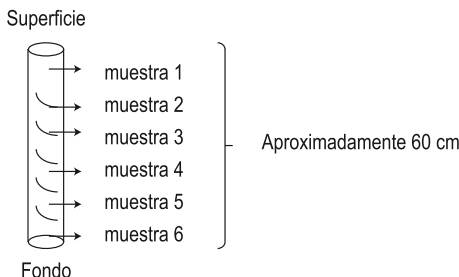 Superficie
muestra 1
muestra 2
muestra 3
Aproximadamente 60 cm
muestra 4
muestra 5
muestra 6
Fondo